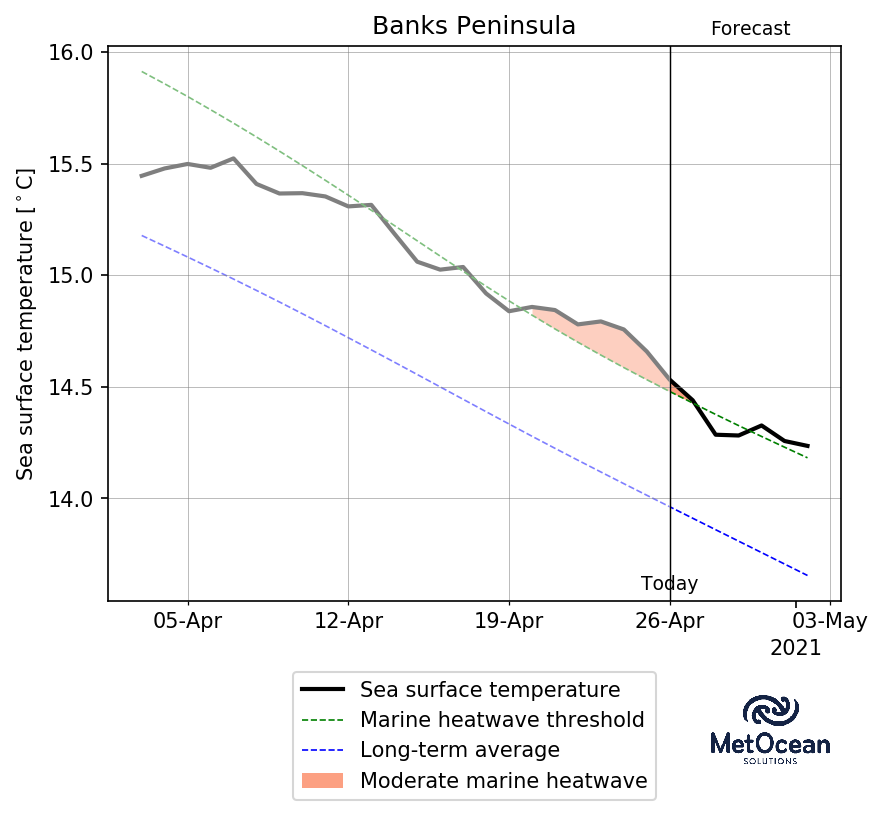 Banks Peninsula
Forecast
Sea surface temperature [°C]
16.0
15.5
15.0
14.5
14.0
Today
05-Apr
12-Apr
19-Apr
26-Apr
03-May
2021
Sea surface temperature
Marine heatwave threshold
Long-term average
Moderate marine heatwave
MetOcean
SOLUTIONS